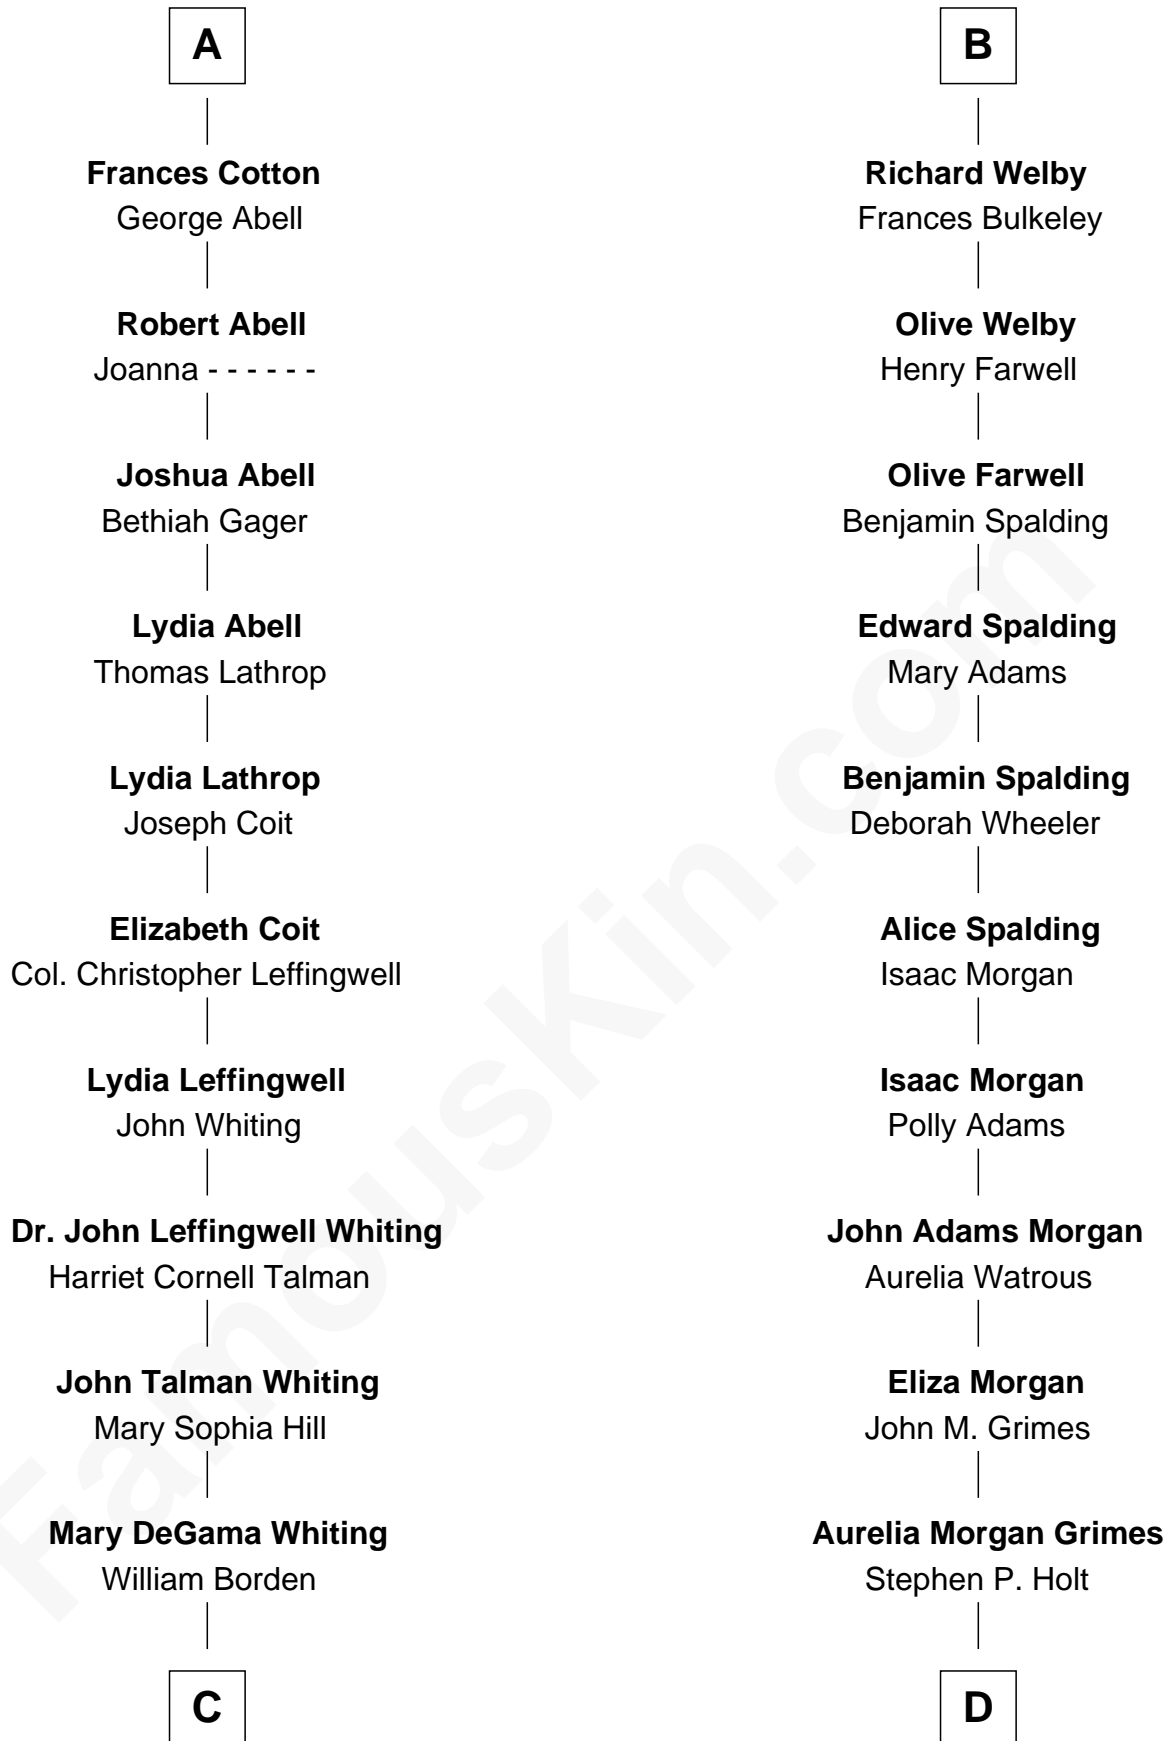 A
Frances Cotton
George Abell
Robert Abell
Joanna - - - - - -
Joshua Abell
Bethiah Gager
Lydia Abell
Thomas Lathrop
Lydia Lathrop
Joseph Coit
Elizabeth Coit
Col. Christopher Leffingwell
Lydia Leffingwell
John Whiting
Dr. John Leffingwell Whiting
Harriet Cornell Talman
John Talman Whiting
Mary Sophia Hill
Mary DeGama Whiting
William Borden
C
B
Richard Welby
Frances Bulkeley
Olive Welby
Henry Farwell
Olive Farwell
Benjamin Spalding
Edward Spalding
Mary Adams
Benjamin Spalding
Deborah Wheeler
Alice Spalding
Isaac Morgan
Isaac Morgan
Polly Adams
John Adams Morgan
Aurelia Watrous
Eliza Morgan
John M. Grimes
Aurelia Morgan Grimes
Stephen P. Holt
D
FamousKin.com